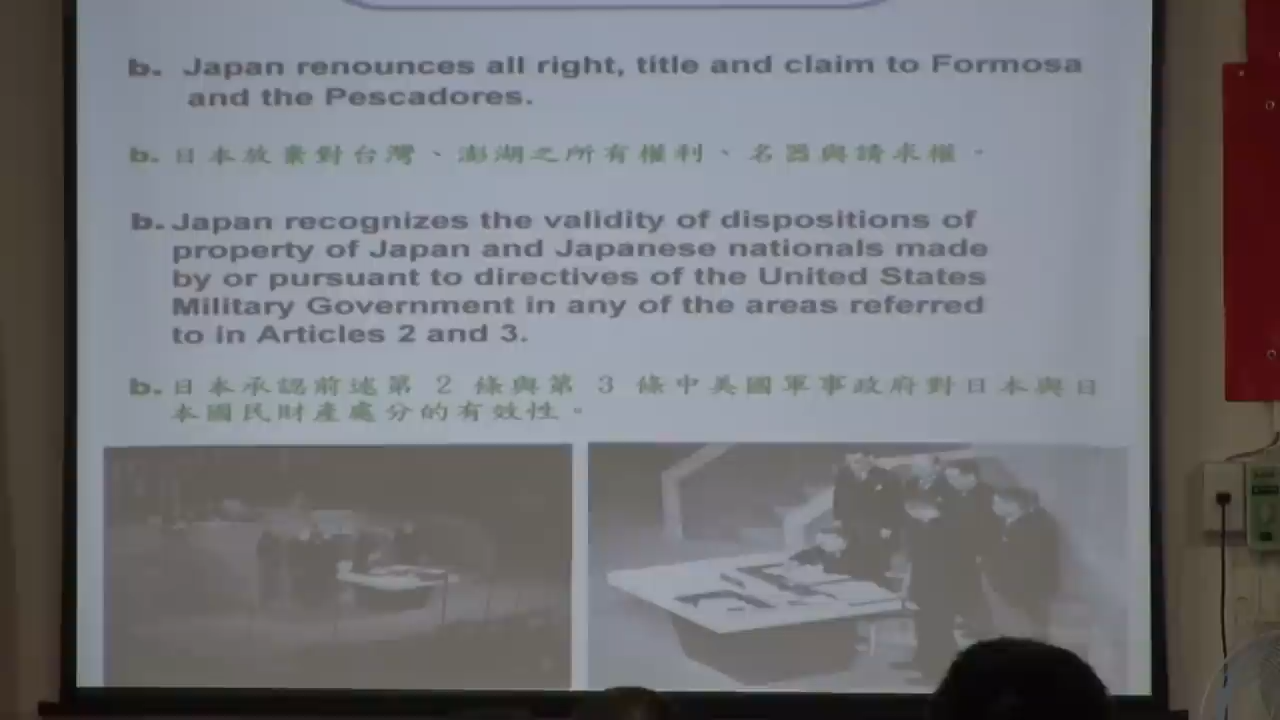 b. Japan renounces all right, title and claim to Formosa
and the Pescadores.
b. 日本放棄對台灣、澎湖之所有權利、名器與請求權。
b. Japan recognizes the validity of dispositions of
property of Japan and Japanese nationals made
by or pursuant to directives of the United States
Military Government in any of the areas referred
to in Articles 2 and 3.
b. 日本承認前述第 2 條與第 3 條中美國軍事政府對日本與日
本國民財產處分的有效性。